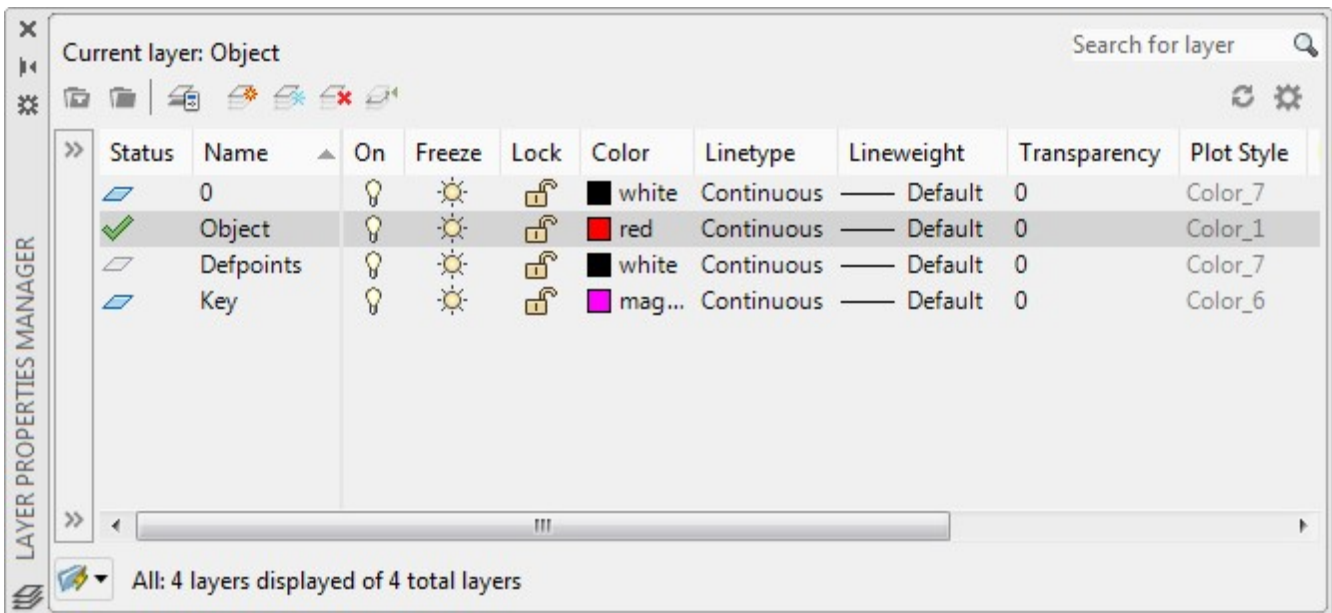 Current layer: Object
Search for layer
Status Name On Freeze Lock Color Linetype Lineweight Transparency Plot Style
0 white Continuous Default 0 Color_7
Object red Continuous Default 0 Color_1
Defpoints white Continuous Default 0 Color_7
Key mag... Continuous Default 0 Color_6
LAYER PROPERTIES MANAGER
All: 4 layers displayed of 4 total layers